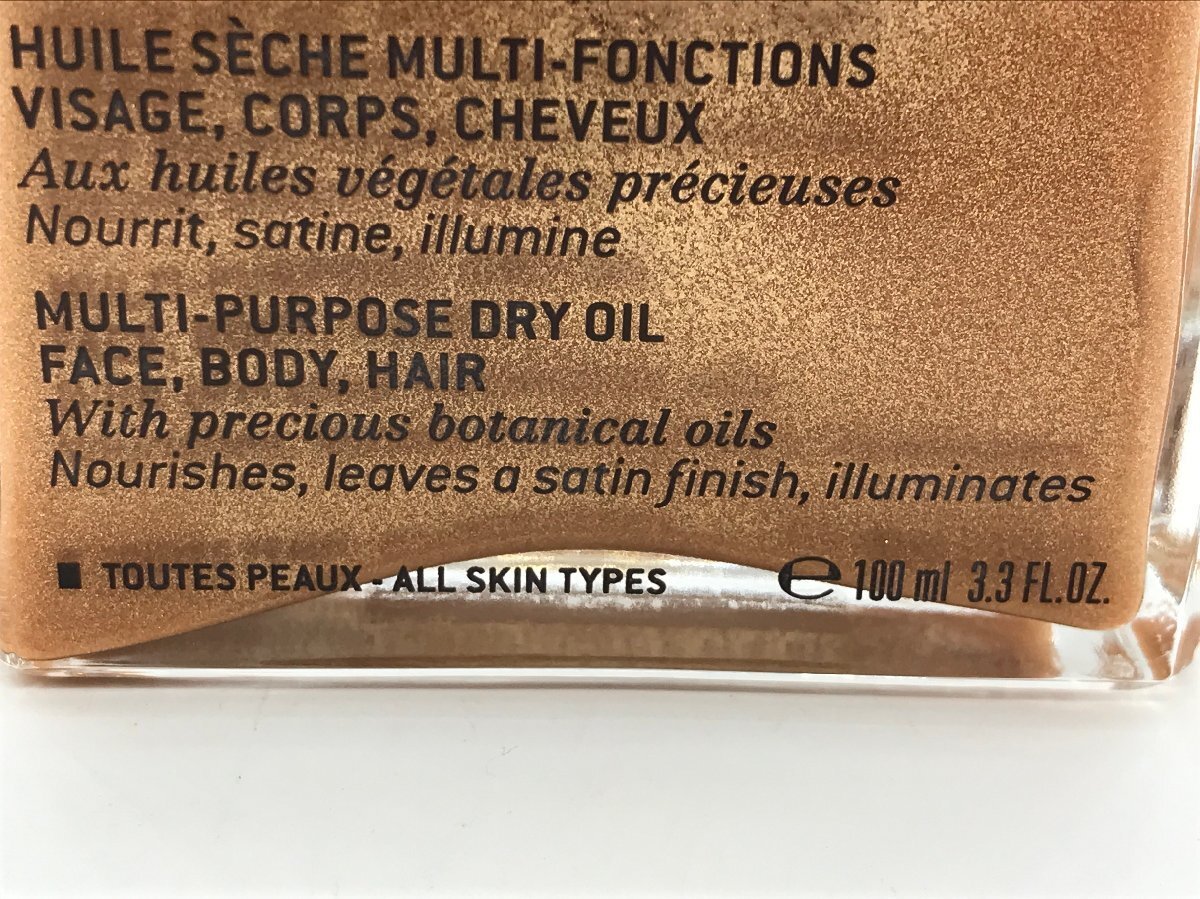 HUILE SÈCHE MULTI-FONCTIONS
VISAGE, CORPS, CHEVEUX
Aux huiles végétales précieuses
Nourrit, satine, illumine
MULTI-PURPOSE DRY OIL
FACE, BODY, HAIR
With precious botanical oils
Nourishes, leaves a satin finish, illuminates
■ TOUTES PEAUX - ALL SKIN TYPES ℮ 100 ml 3.3 FL.OZ.